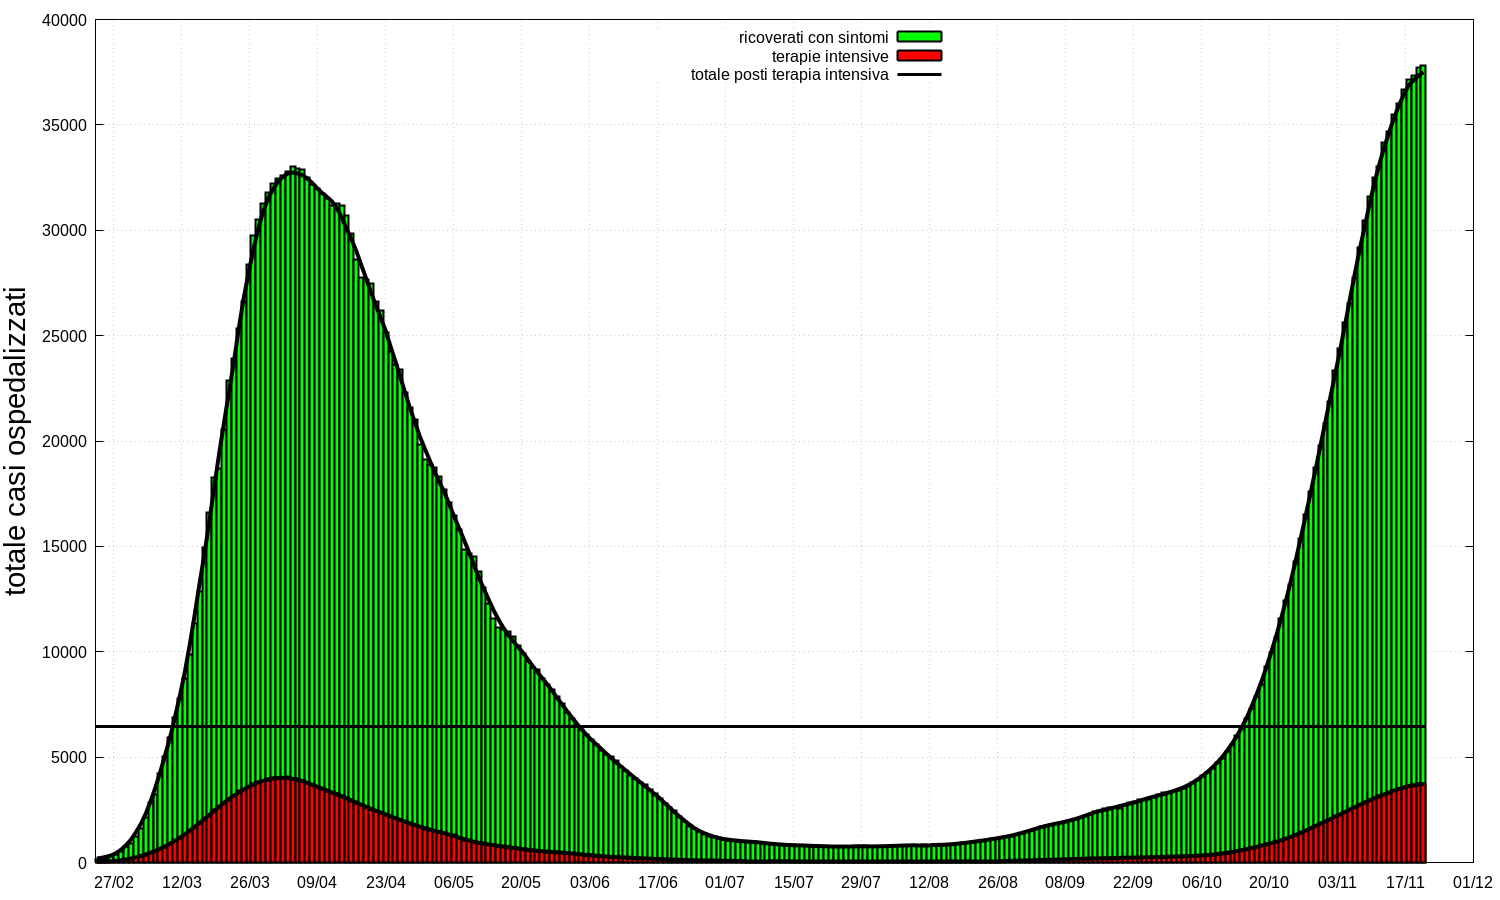 totale casi ospedalizzati
ricoverati con sintomi
terapie intensive
totale posti terapia intensiva
40000
35000
30000
25000
20000
15000
10000
5000
0
27/02 12/03 26/03 09/04 23/04 06/05 20/05 03/06 17/06 01/07 15/07 29/07 12/08 26/08 08/09 22/09 06/10 20/10 03/11 17/11 01/12